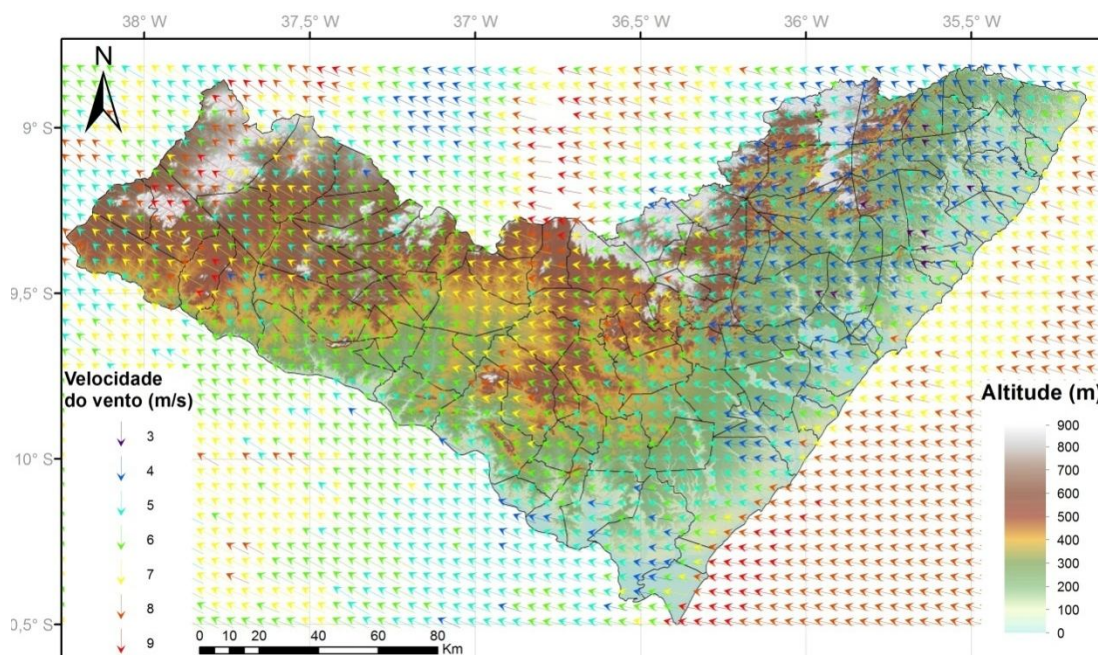 38° W 37,5° W 37° W 36,5° W 36° W 35,5° W
N
9° S
9,5° S
10° S
0,5° S
Velocidade
do vento (m/s)
3
4
5
6
7
8
9
0 10 20 40 60 80
Km
Altitude (m)
900
800
700
600
500
400
300
200
100
0